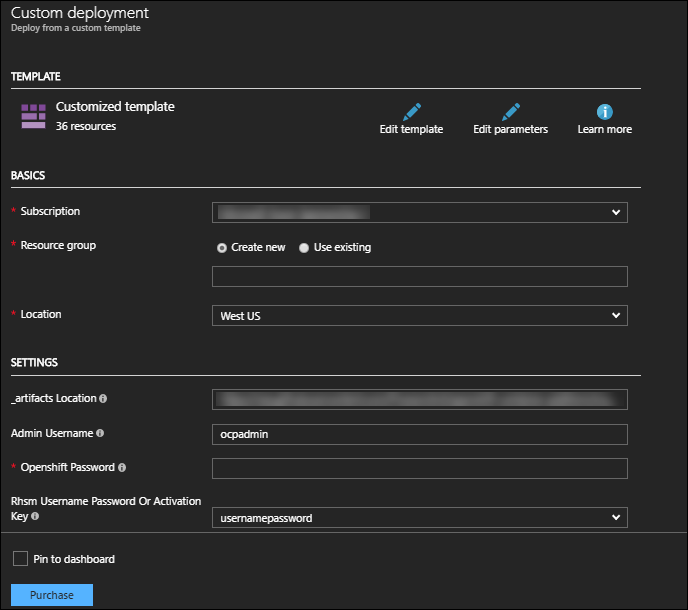 Custom deployment
Deploy from a custom template
TEMPLATE
Customized template
36 resources
Edit template
Edit parameters
Learn more
BASICS
* Subscription
* Resource group
Create new
Use existing
* Location
West US
SETTINGS
_artifacts Location
Admin Username
ocpadmin
* Openshift Password
Rhsm Username Password Or Activation
Key
usernamepassword
Pin to dashboard
Purchase